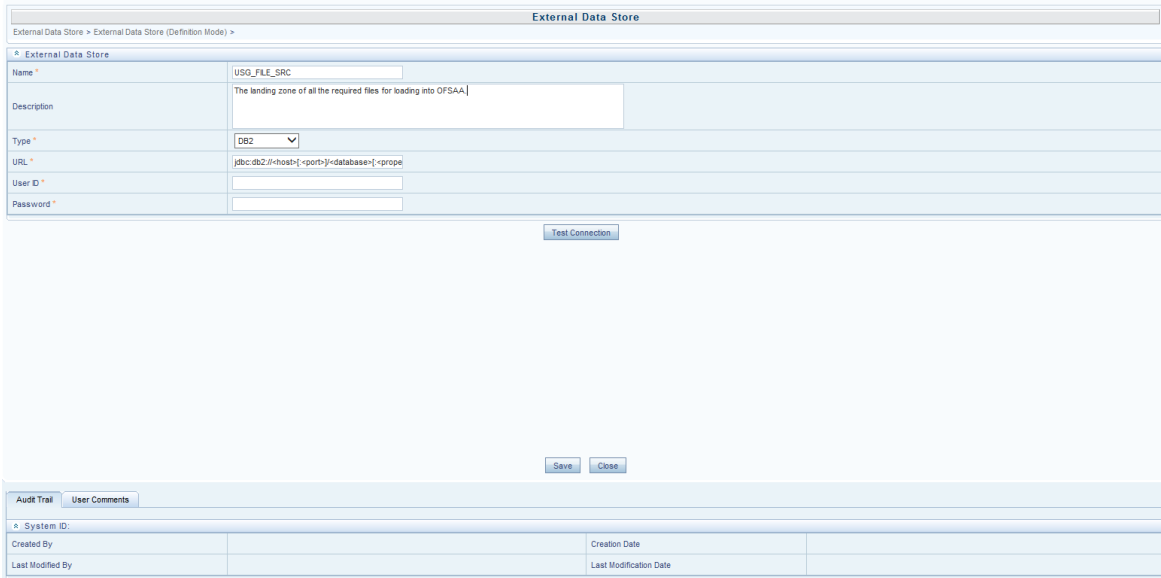 External Data Store
External Data Store > External Data Store (Definition Mode) >
External Data Store
Name *
USG_FILE_SRC
Description
The landing zone of all the required files for loading into OFSAA.
Type *
DB2
URL *
jdbc:db2://<host>[:<port>]/<database>[:<prope
User ID *
Password *
Test Connection
Save Close
Audit Trail User Comments
System ID:
Created By Creation Date
Last Modified By Last Modification Date